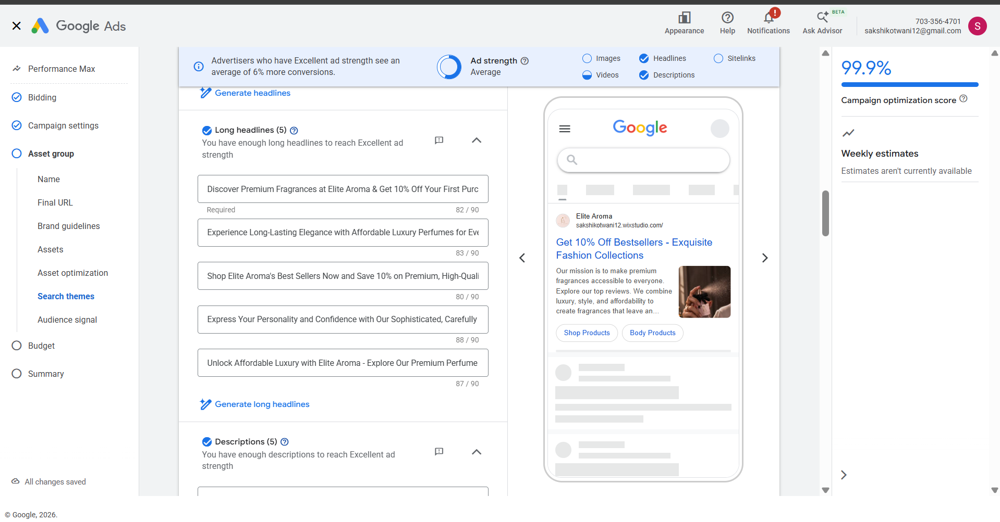 Google Ads
Appearance
Help
Notifications
!
Ask Advisor
BETA
703-356-4701
sakshikotwani12@gmail.com
S
Performance Max
Bidding
Campaign settings
Asset group
Name
Final URL
Brand guidelines
Assets
Asset optimization
Search themes
Audience signal
Budget
Summary
All changes saved
Advertisers who have Excellent ad strength see an
average of 6% more conversions.
Ad strength
Average
Images
Headlines
Sitelinks
Videos
Descriptions
Generate headlines
Long headlines (5)
You have enough long headlines to reach Excellent ad
strength
Discover Premium Fragrances at Elite Aroma & Get 10% Off Your First Purc
Required
82 / 90
Experience Long-Lasting Elegance with Affordable Luxury Perfumes for Eve
83 / 90
Shop Elite Aroma's Best Sellers Now and Save 10% on Premium, High-Quali
80 / 90
Express Your Personality and Confidence with Our Sophisticated, Carefully
88 / 90
Unlock Affordable Luxury with Elite Aroma - Explore Our Premium Perfume
87 / 90
Generate long headlines
Descriptions (5)
You have enough descriptions to reach Excellent ad
strength
Google
Elite Aroma
sakshikotwani12.wixstudio.com/
Get 10% Off Bestsellers - Exquisite
Fashion Collections
Our mission is to make premium
fragrances accessible to everyone.
Explore our top reviews. We combine
luxury, style, and affordability to
create fragrances that leave an...
Shop Products
Body Products
99.9%
Campaign optimization score
Weekly estimates
Estimates aren't currently available
© Google, 2026.